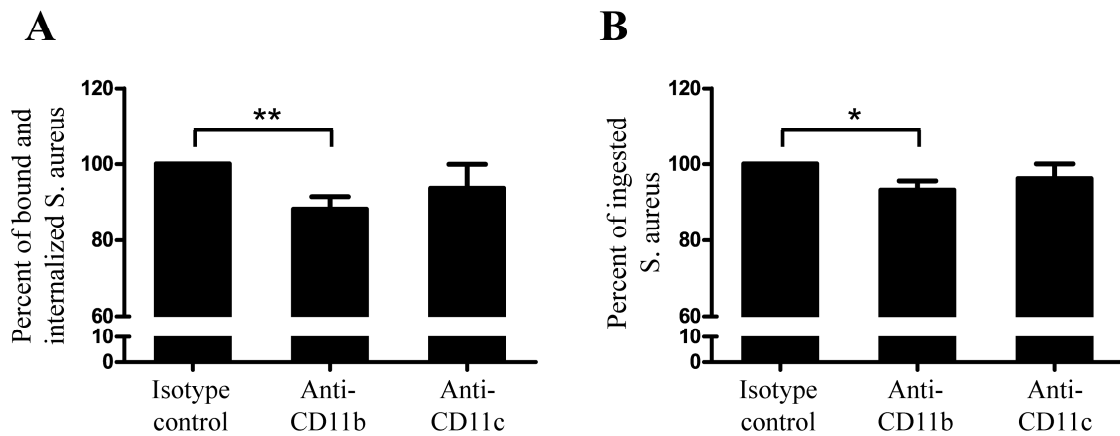 A
Percent of bound and
internalized S. aureus
120
100
80
60
10
0
**
Isotype
control
Anti-
CD11b
Anti-
CD11c
B
Percent of ingested
S. aureus
120
100
80
60
10
0
*
Isotype
control
Anti-
CD11b
Anti-
CD11c